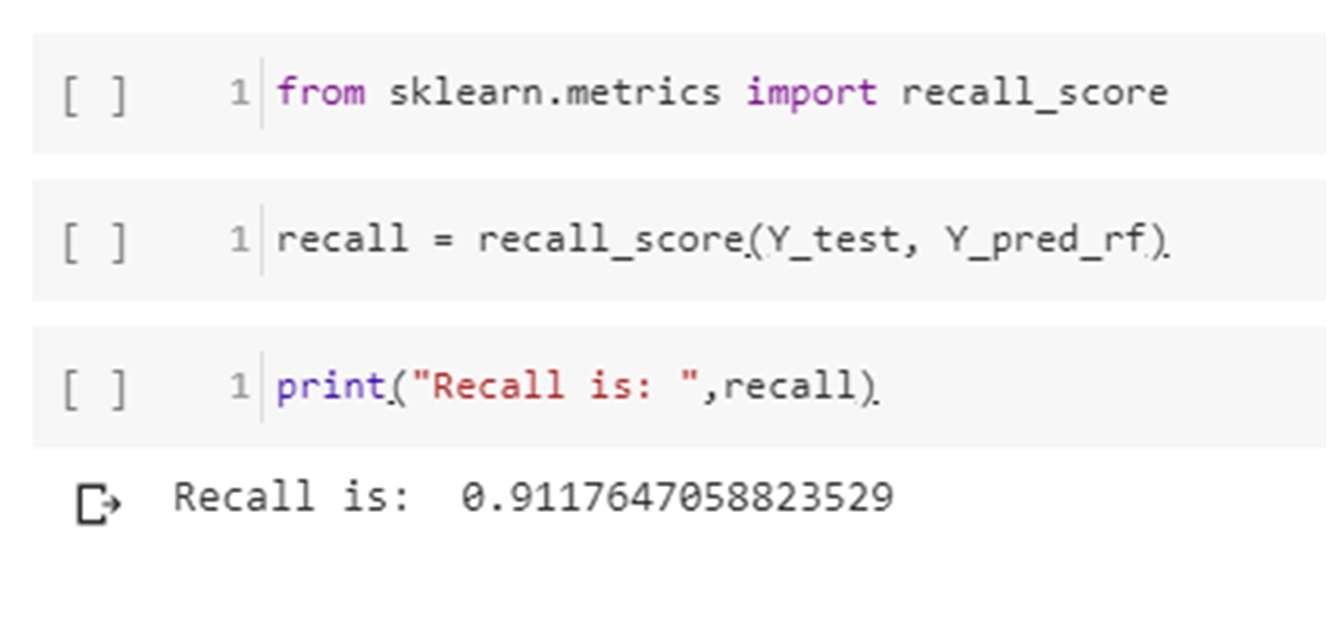 [ ] 1 from sklearn.metrics import recall_score
[ ] 1 recall = recall_score(Y_test, Y_pred_rf)
[ ] 1 print("Recall is: ",recall)
Recall is:  0.9117647058823529